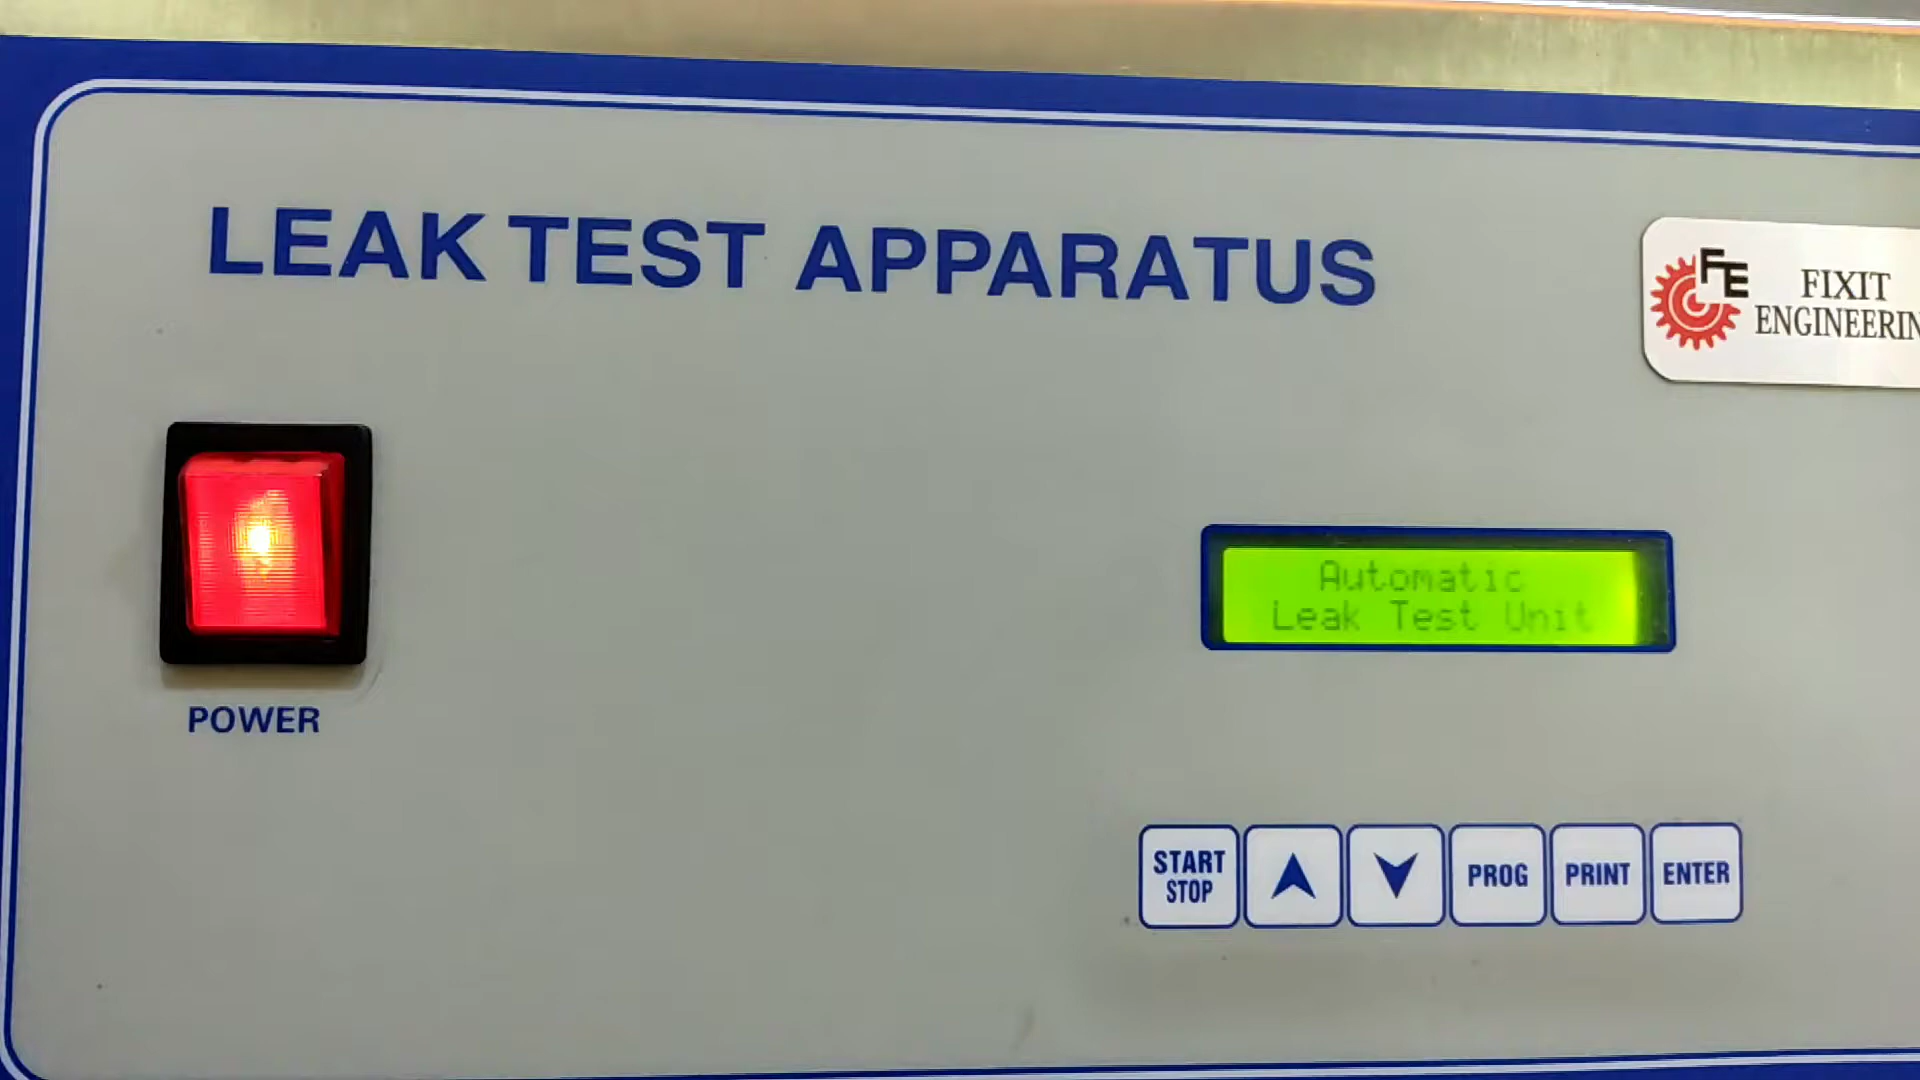 LEAK TEST APPARATUS
FE
FIXIT
ENGINEERIN
Automatic
Leak Test Unit
POWER
START
STOP
PROG
PRINT
ENTER